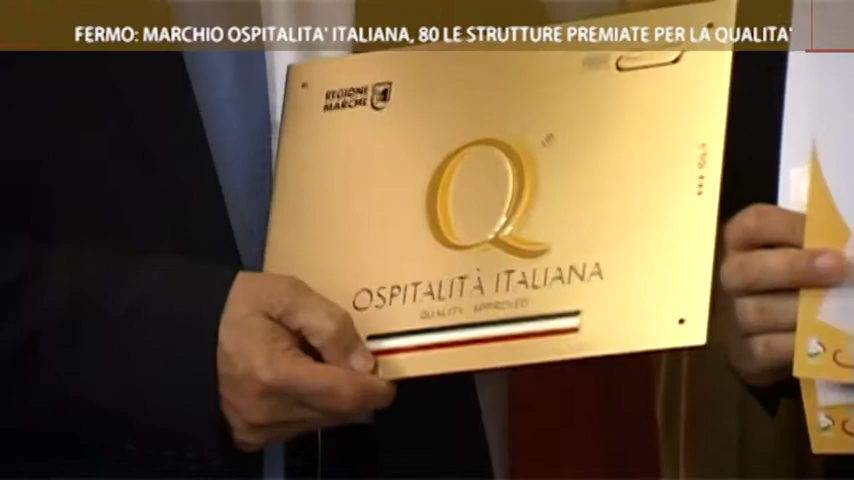 FERMO: MARCHIO OSPITALITA' ITALIANA, 80 LE STRUTTURE PREMIATE PER LA QUALITA'
REGIONE
MARCHE
Q
OSPITALITÀ ITALIANA
QUALITY APPROVED